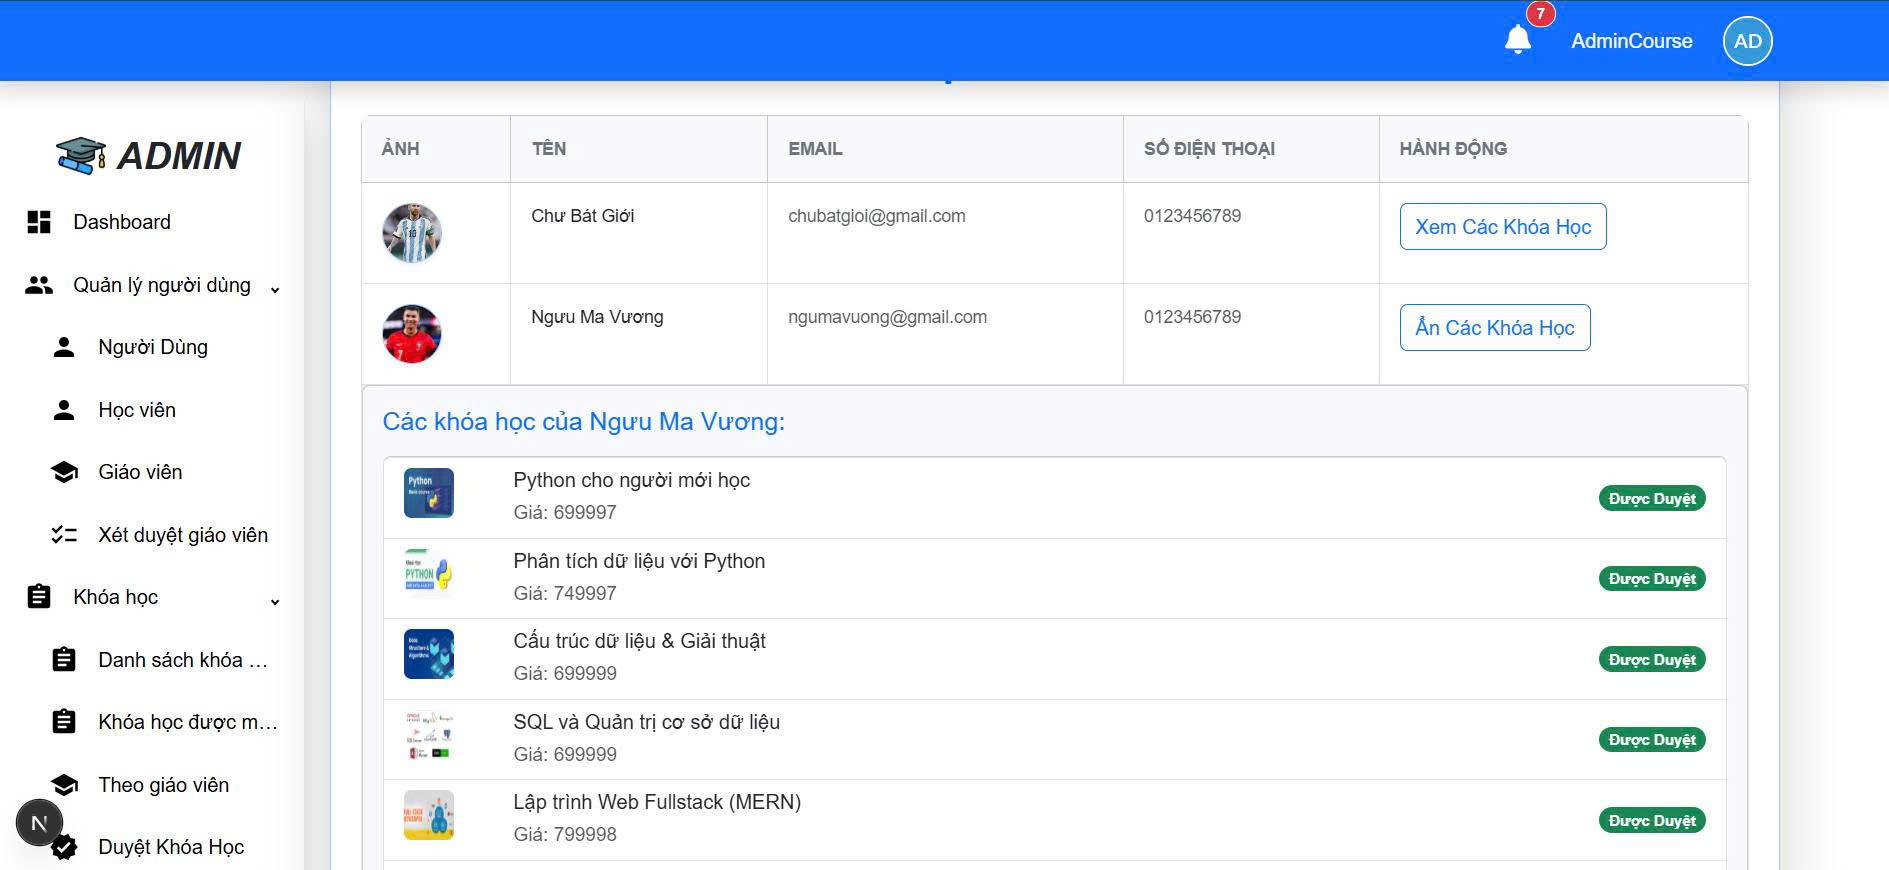 7
AdminCourse
AD
ADMIN
Dashboard
Quản lý người dùng
Người Dùng
Học viên
Giáo viên
Xét duyệt giáo viên
Khóa học
Danh sách khóa ...
Khóa học được m...
Theo giáo viên
N
Duyệt Khóa Học
ẢNH
TÊN
EMAIL
SỐ ĐIỆN THOẠI
HÀNH ĐỘNG
Chư Bát Giới
chubatgioi@gmail.com
0123456789
Xem Các Khóa Học
Ngưu Ma Vương
ngumavuong@gmail.com
0123456789
Ẩn Các Khóa Học
Các khóa học của Ngưu Ma Vương:
Python
Python cho người mới học
Giá: 699997
Được Duyệt
PYTHON
Phân tích dữ liệu với Python
Giá: 749997
Được Duyệt
Cấu trúc dữ liệu & Giải thuật
Giá: 699999
Được Duyệt
SQL và Quản trị cơ sở dữ liệu
Giá: 699999
Được Duyệt
Lập trình Web Fullstack (MERN)
Giá: 799998
Được Duyệt